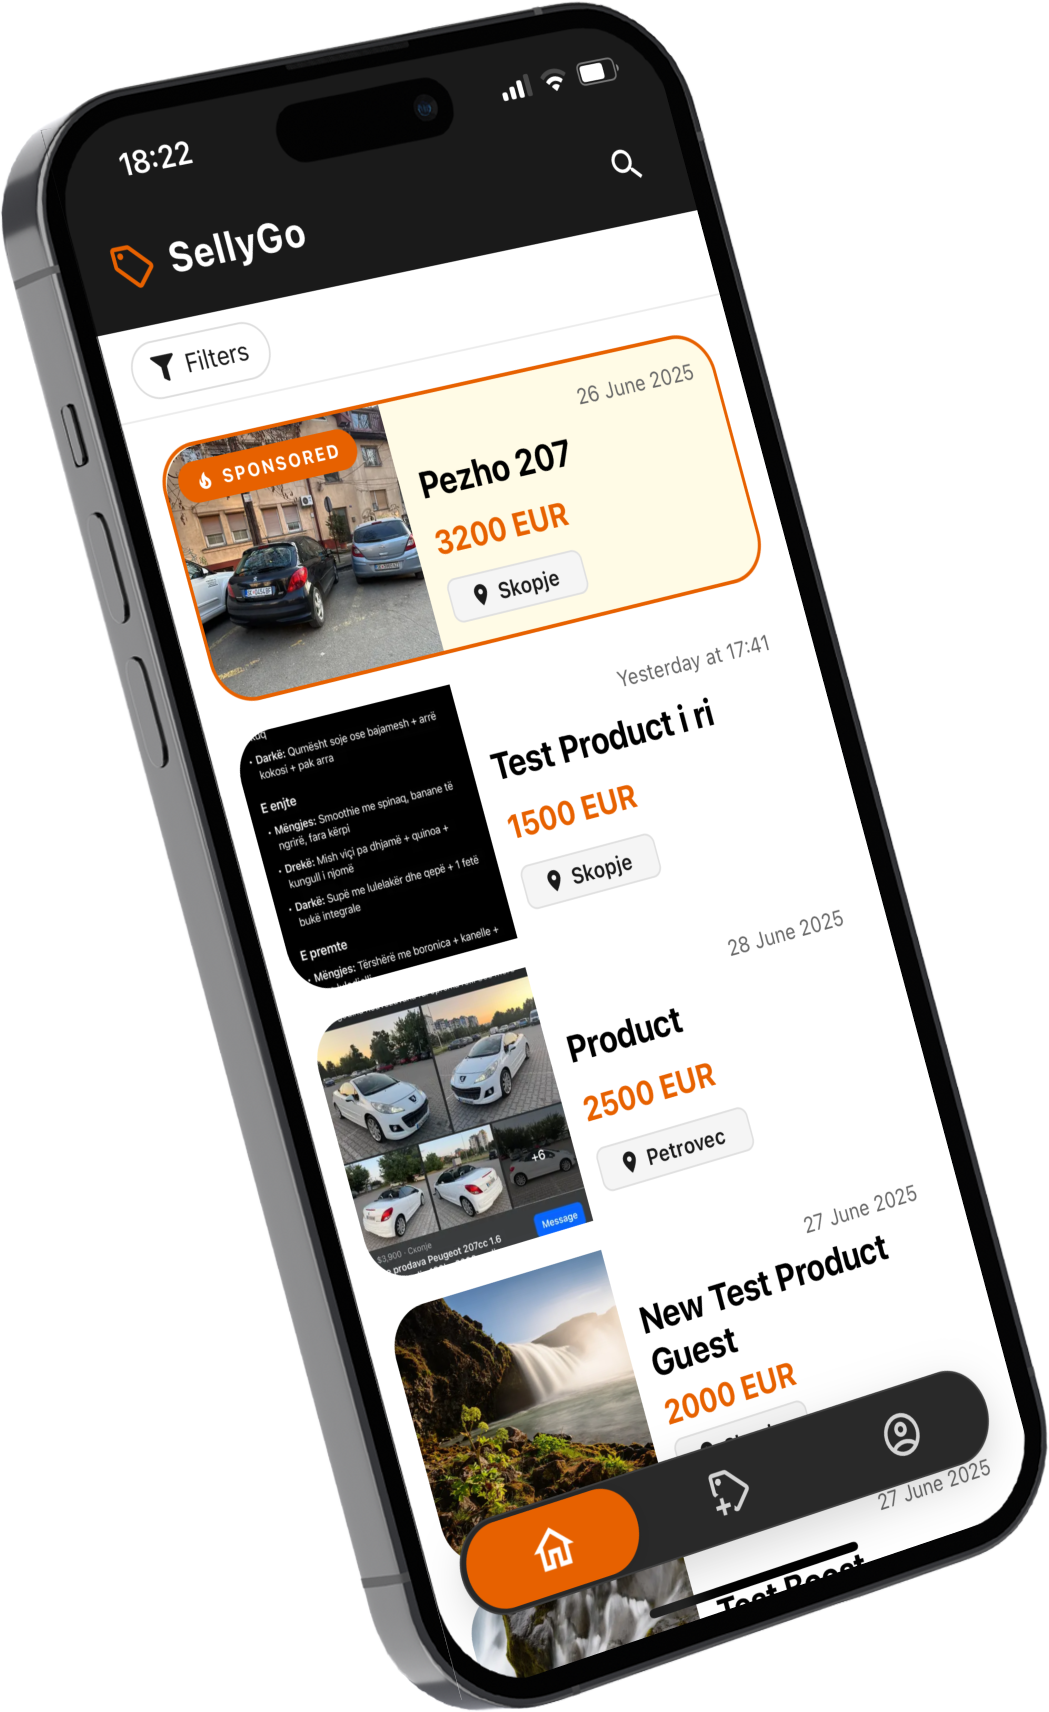 18:22
SellyGo
Filters
SPONSORED
26 June 2025
Pezho 207
3200 EUR
Skopje
Yesterday at 17:41
Test Product i ri
1500 EUR
Skopje
• Darkë: Qumësht soje ose bajamesh + arrë
kokosi + pak arra
E enjte
• Mëngjes: Smoothie me spinaq, banane të
ngrirë, fara kërpi
• Drekë: Mish viçi pa dhjamë + quinoa +
kungull i njomë
• Darkë: Supë me lulelakër dhe qepë + 1 fetë
bukë integrale
E premte
• Mëngjes: Tërshërë me boronica + kanelle +
28 June 2025
Product
2500 EUR
Petrovec
+6
$3,900 · Скопје
prodava Peugeot 207cc 1.6
Message
27 June 2025
New Test Product
Guest
2000 EUR
27 June 2025
Test Boost